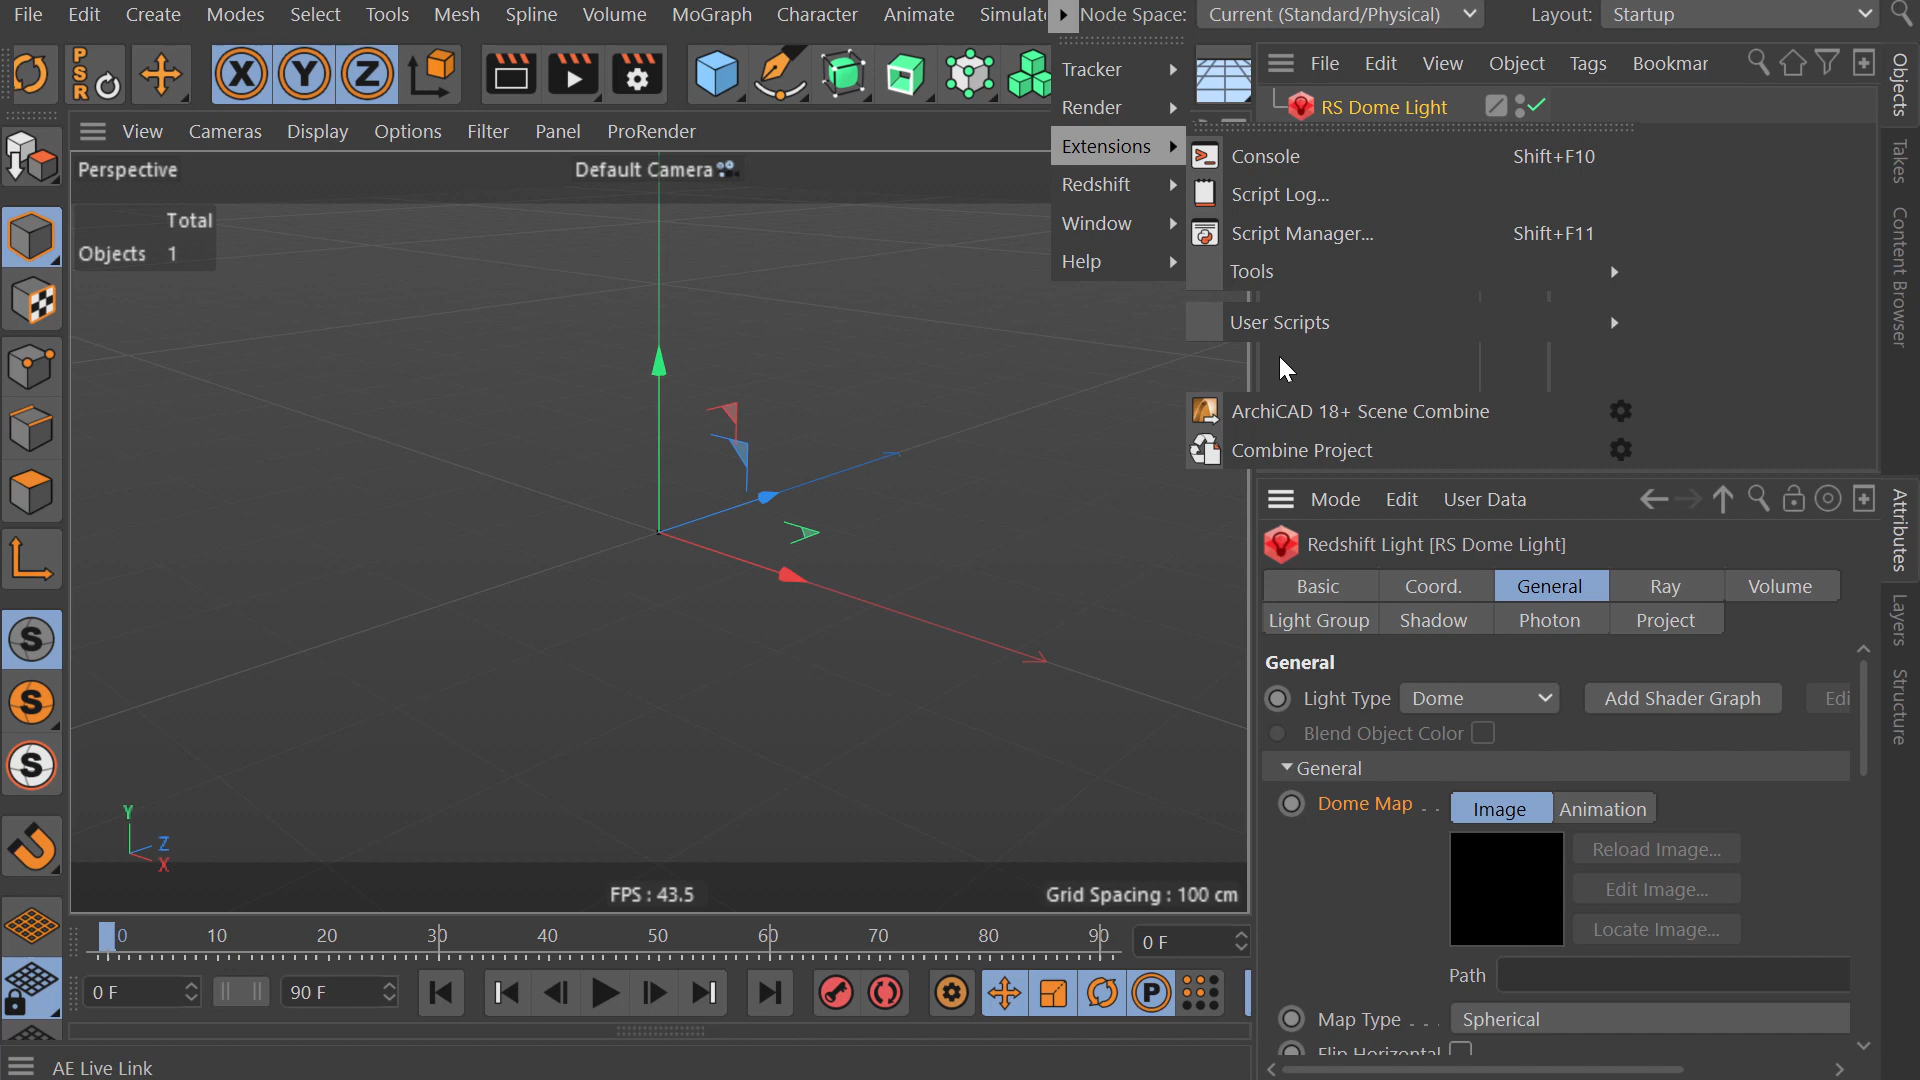 File Edit Create Modes Select Tools Mesh Spline Volume MoGraph Character Animate Simulat Node Space: Current (Standard/Physical) Layout: Startup
P
S
R
X Y Z
Tracker
Render
Extensions
Redshift
Window
Help
File Edit View Object Tags Bookmar
RS Dome Light
View Cameras Display Options Filter Panel ProRender
Perspective
Default Camera
Total
Objects 1
Console Shift+F10
Script Log...
Script Manager... Shift+F11
Tools
User Scripts
ArchiCAD 18+ Scene Combine
Combine Project
Objects
Takes
Content Browser
Mode Edit User Data
Redshift Light [RS Dome Light]
Basic Coord. General Ray Volume
Light Group Shadow Photon Project
General
Light Type Dome Add Shader Graph Edi
Blend Object Color
General
Dome Map Image Animation
Reload Image...
Edit Image...
Locate Image...
Path
Map Type Spherical
Flip Horizontal
Attributes
Layers
Structure
S
S
S
Y
Z
X
FPS : 43.5
Grid Spacing : 100 cm
0 10 20 30 40 50 60 70 80 90 0 F
0 F 90 F P
AE Live Link